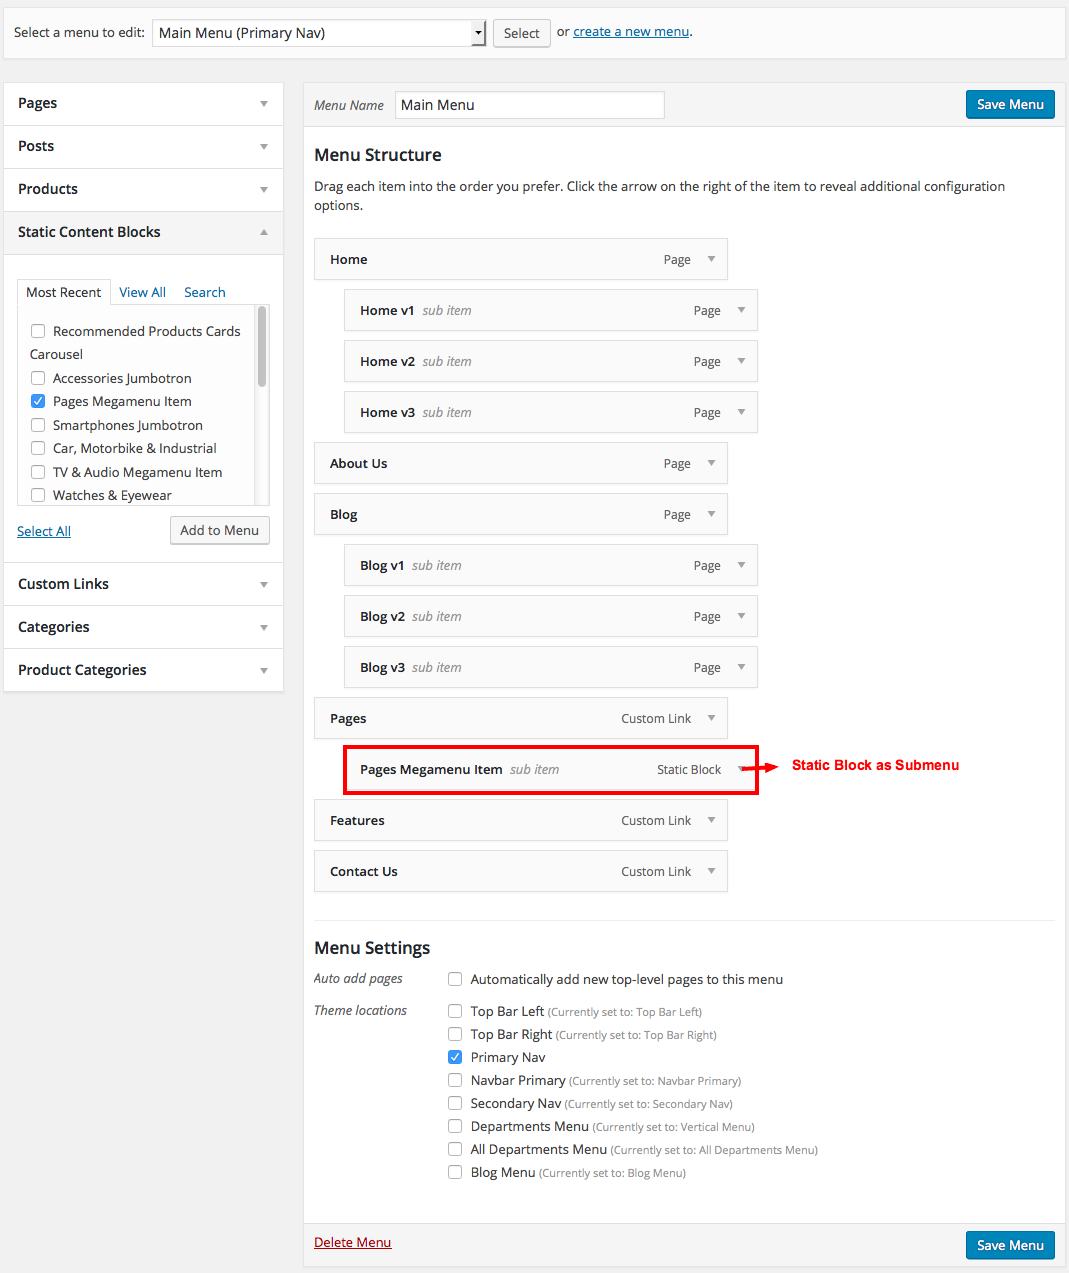 Select a menu to edit: Main Menu (Primary Nav) Select or create a new menu.
Pages
Posts
Products
Static Content Blocks
Most Recent View All Search
Recommended Products Cards
Carousel
Accessories Jumbotron
Pages Megamenu Item
Smartphones Jumbotron
Car, Motorbike & Industrial
TV & Audio Megamenu Item
Watches & Eyewear
Select All Add to Menu
Custom Links
Categories
Product Categories
Menu Name Main Menu Save Menu
Menu Structure
Drag each item into the order you prefer. Click the arrow on the right of the item to reveal additional configuration
options.
Home Page
Home v1 sub item Page
Home v2 sub item Page
Home v3 sub item Page
About Us Page
Blog Page
Blog v1 sub item Page
Blog v2 sub item Page
Blog v3 sub item Page
Pages Custom Link
Pages Megamenu Item sub item Static Block Static Block as Submenu
Features Custom Link
Contact Us Custom Link
Menu Settings
Auto add pages Automatically add new top-level pages to this menu
Theme locations Top Bar Left (Currently set to: Top Bar Left)
Top Bar Right (Currently set to: Top Bar Right)
Primary Nav
Navbar Primary (Currently set to: Navbar Primary)
Secondary Nav (Currently set to: Secondary Nav)
Departments Menu (Currently set to: Vertical Menu)
All Departments Menu (Currently set to: All Departments Menu)
Blog Menu (Currently set to: Blog Menu)
Delete Menu Save Menu